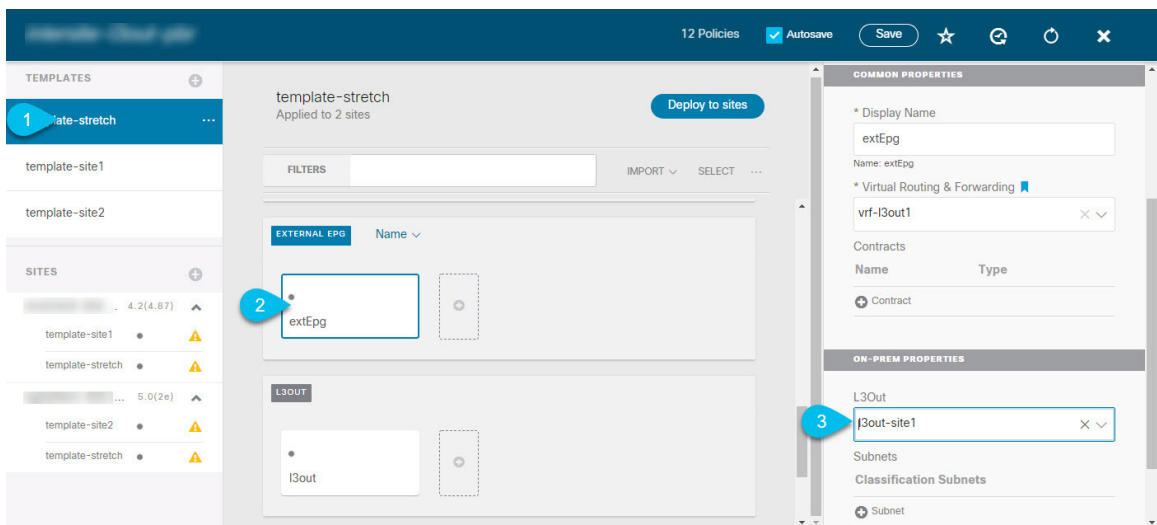 12 Policies
Autosave
Save
TEMPLATES
1
late-stretch
template-site1
template-site2
SITES
4.2(4.87)
template-site1
template-stretch
5.0(2e)
template-site2
template-stretch
template-stretch
Applied to 2 sites
Deploy to sites
FILTERS
IMPORT
SELECT
EXTERNAL EPG
Name
2
extEpg
L3OUT
l3out
COMMON PROPERTIES
* Display Name
extEpg
Name: extEpg
* Virtual Routing & Forwarding
vrf-l3out1
Contracts
Name Type
Contract
ON-PREM PROPERTIES
L3Out
3
l3out-site1
Subnets
Classification Subnets
Subnet